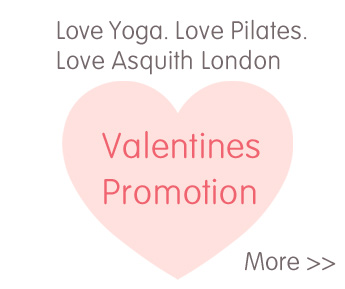 Love Yoga. Love Pilates.
Love Asquith London
Valentines
Promotion
More >>